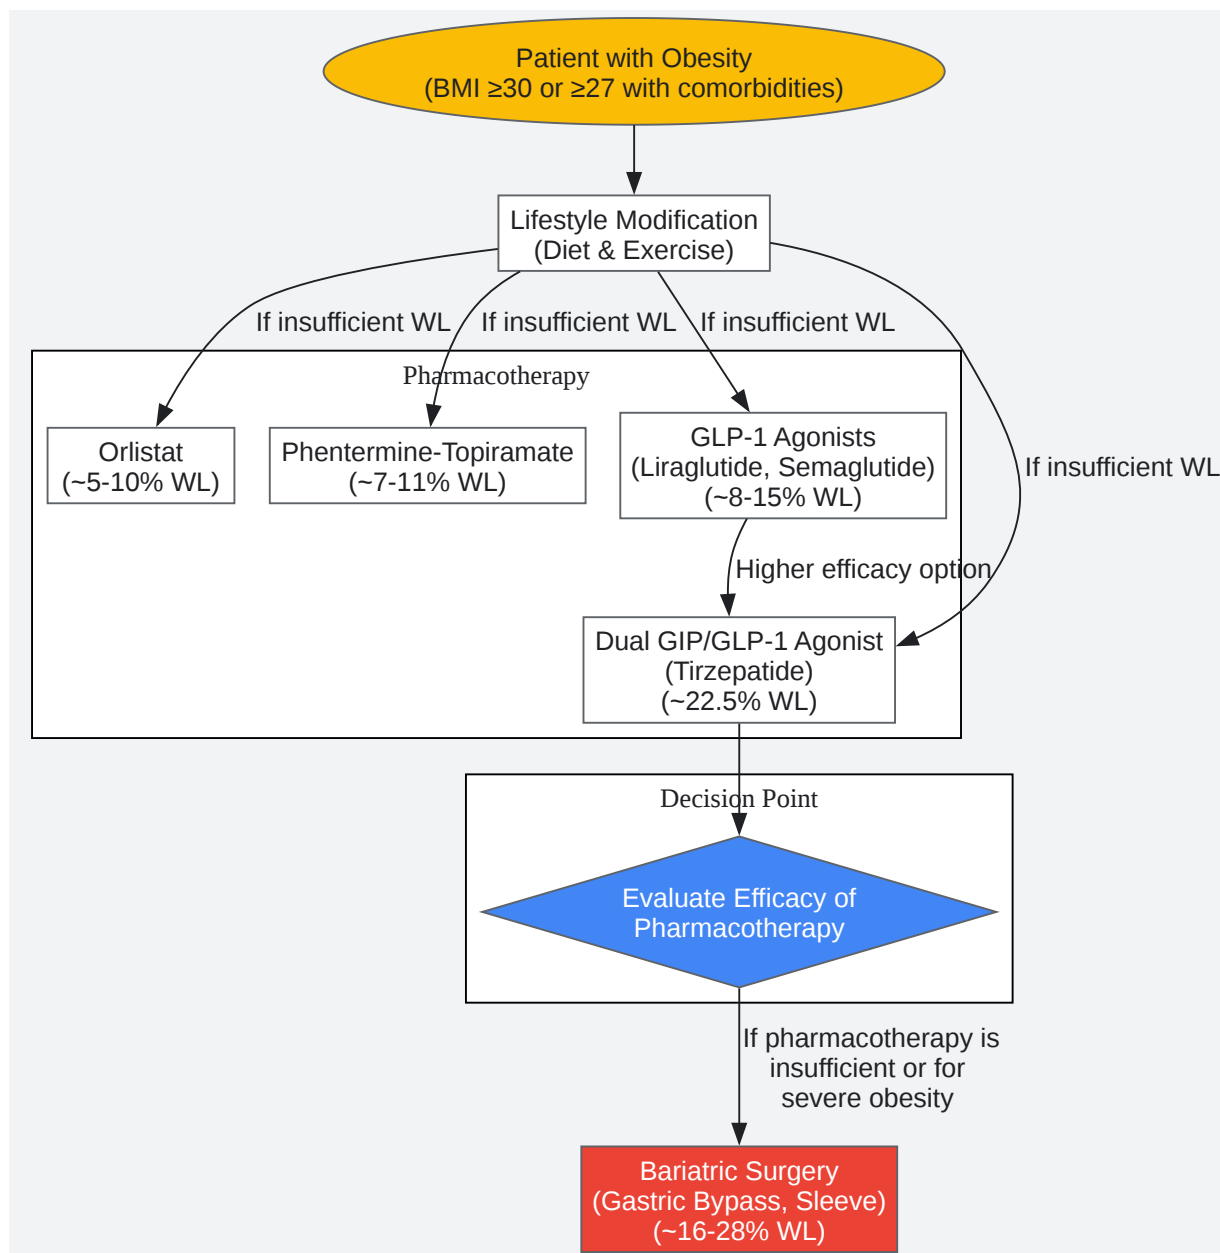 Patient with Obesity
(BMI ≥30 or ≥27 with comorbidities)
Lifestyle Modification
(Diet & Exercise)
If insufficient WL
If insufficient WL
If insufficient WL
Pharmacotherapy
Orlistat
(~5-10% WL)
Phentermine-Topiramate
(~7-11% WL)
GLP-1 Agonists
(Liraglutide, Semaglutide)
(~8-15% WL)
If insufficient WL
Higher efficacy option
Dual GIP/GLP-1 Agonist
(Tirzepatide)
(~22.5% WL)
Decision Point
Evaluate Efficacy of
Pharmacotherapy
If pharmacotherapy is
insufficient or for
severe obesity
Bariatric Surgery
(Gastric Bypass, Sleeve)
(~16-28% WL)